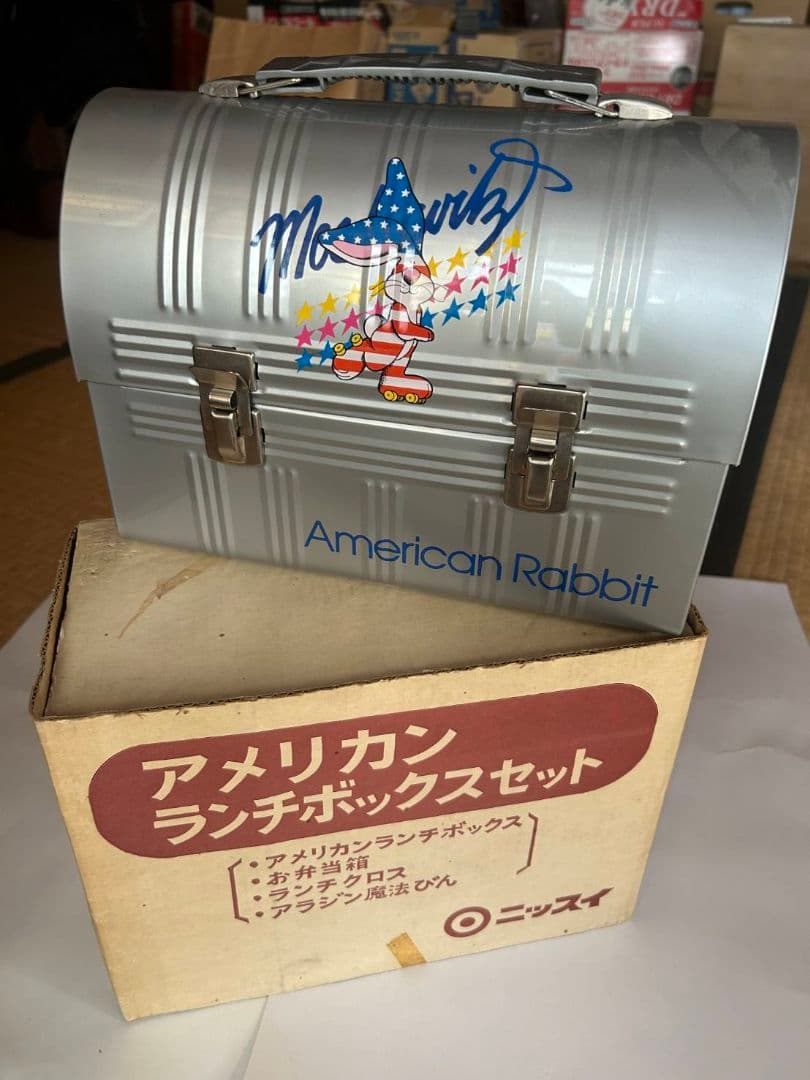 American Rabbit
アメリカン
ランチボックスセット
・アメリカンランチボックス
・お弁当箱
・ランチクロス
・アラジン魔法びん
ニッスイ
DRY